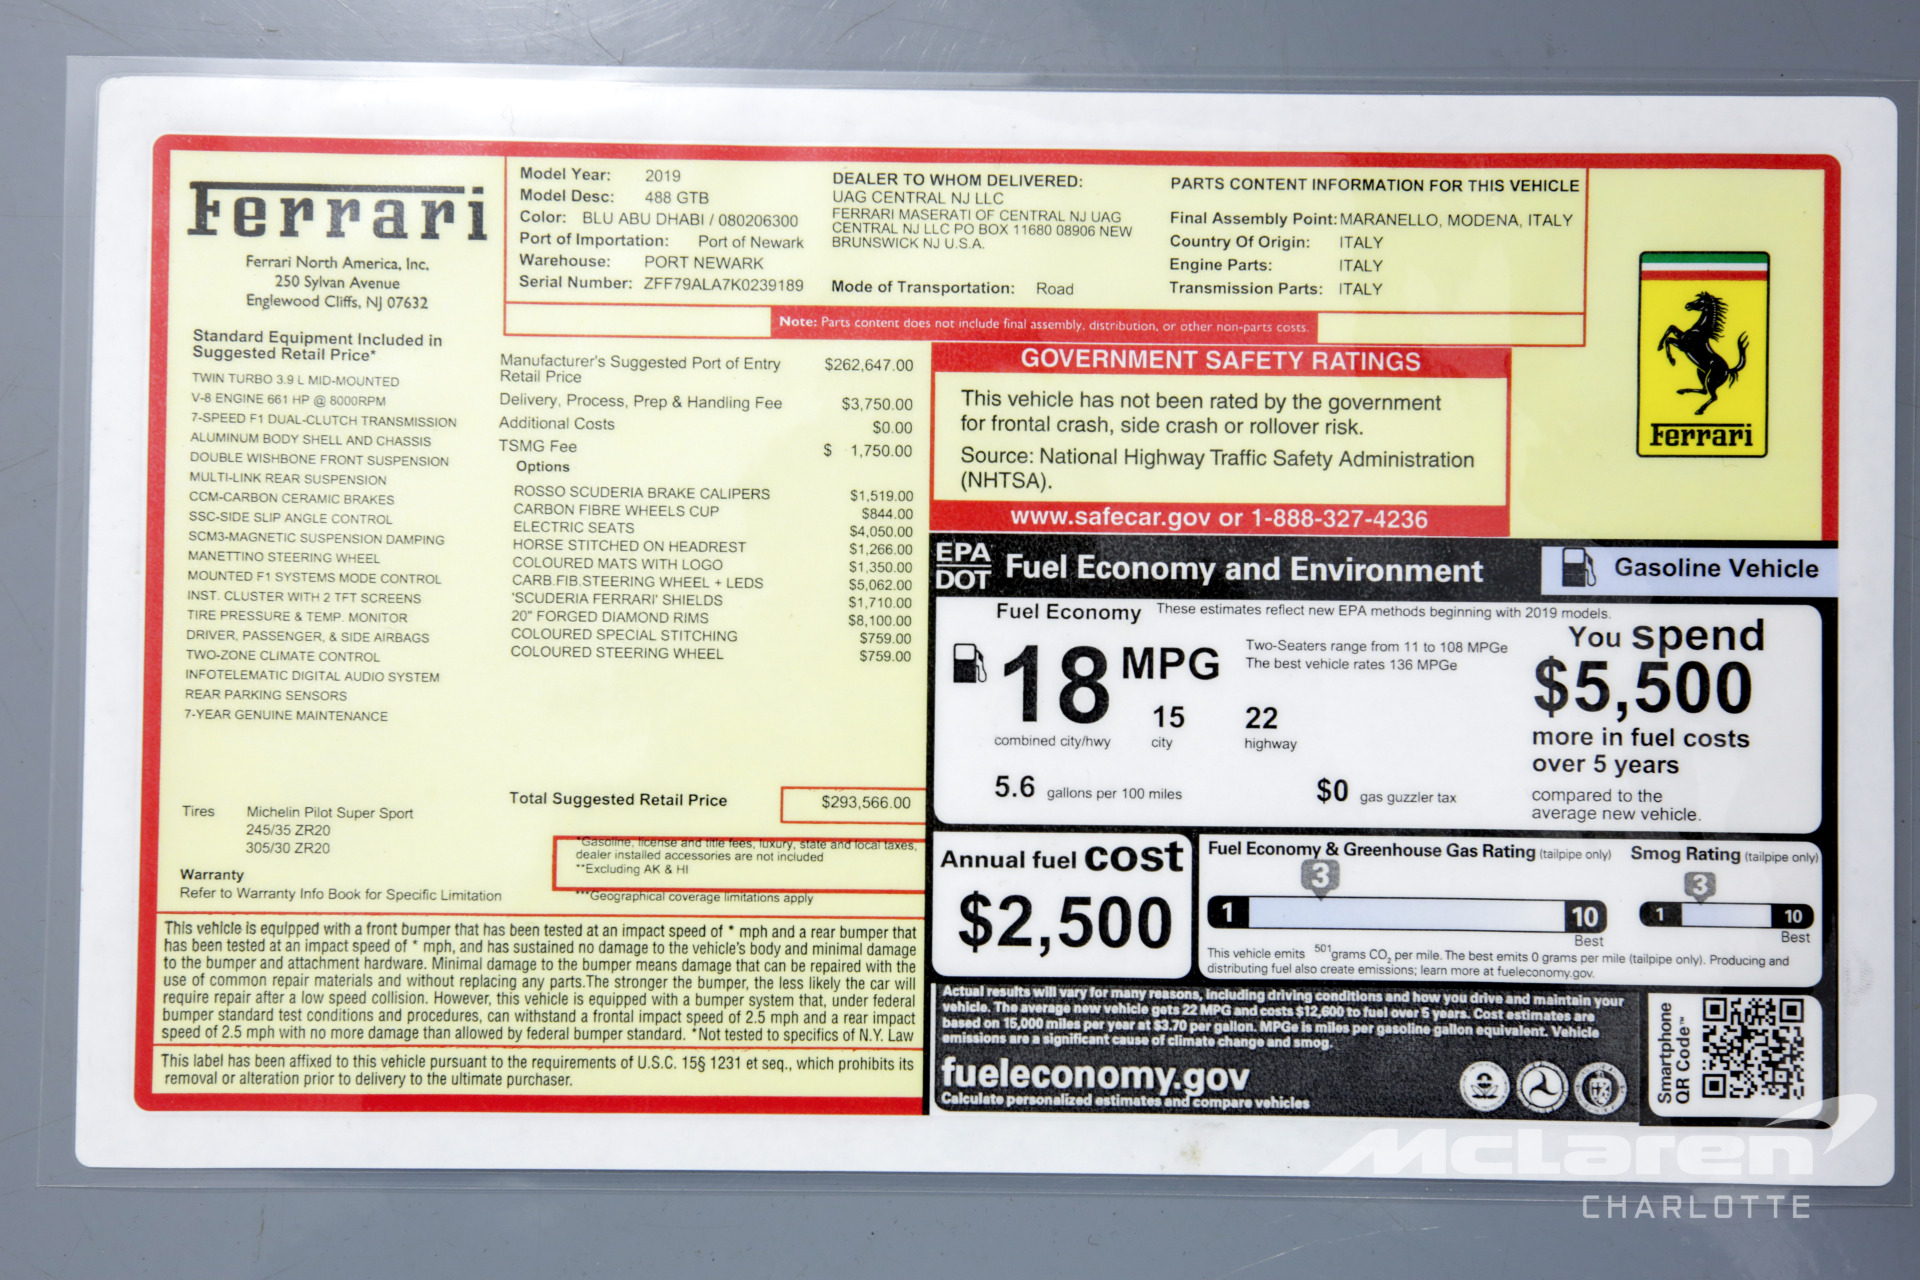 Ferrari
Ferrari North America, Inc.
250 Sylvan Avenue
Englewood Cliffs, NJ 07632
Model Year: 2019
Model Desc: 488 GTB
Color: BLU ABU DHABI / 080206300
Port of Importation: Port of Newark
Warehouse: PORT NEWARK
Serial Number: ZFF79ALA7K0239189
DEALER TO WHOM DELIVERED:
UAG CENTRAL NJ LLC
FERRARI MASERATI OF CENTRAL NJ UAG
CENTRAL NJ LLC PO BOX 11680 08906 NEW
BRUNSWICK NJ U.S.A.
Mode of Transportation: Road
PARTS CONTENT INFORMATION FOR THIS VEHICLE
Final Assembly Point: MARANELLO, MODENA, ITALY
Country Of Origin: ITALY
Engine Parts: ITALY
Transmission Parts: ITALY
Note: Parts content does not include final assembly, distribution, or other non-parts costs.
Ferrari
Standard Equipment Included in
Suggested Retail Price*
TWIN TURBO 3.9 L MID-MOUNTED
V-8 ENGINE 661 HP @ 8000RPM
7-SPEED F1 DUAL-CLUTCH TRANSMISSION
ALUMINUM BODY SHELL AND CHASSIS
DOUBLE WISHBONE FRONT SUSPENSION
MULTI-LINK REAR SUSPENSION
CCM-CARBON CERAMIC BRAKES
SSC-SIDE SLIP ANGLE CONTROL
SCM3-MAGNETIC SUSPENSION DAMPING
MANETTINO STEERING WHEEL
MOUNTED F1 SYSTEMS MODE CONTROL
INST. CLUSTER WITH 2 TFT SCREENS
TIRE PRESSURE & TEMP. MONITOR
DRIVER, PASSENGER, & SIDE AIRBAGS
TWO-ZONE CLIMATE CONTROL
INFOTELEMATIC DIGITAL AUDIO SYSTEM
REAR PARKING SENSORS
7-YEAR GENUINE MAINTENANCE
Tires Michelin Pilot Super Sport
245/35 ZR20
305/30 ZR20
Warranty
Refer to Warranty Info Book for Specific Limitation
Manufacturer's Suggested Port of Entry $262,647.00
Retail Price
Delivery, Process, Prep & Handling Fee $3,750.00
Additional Costs $0.00
TSMG Fee $ 1,750.00
Options
ROSSO SCUDERIA BRAKE CALIPERS $1,519.00
CARBON FIBRE WHEELS CUP $844.00
ELECTRIC SEATS $4,050.00
HORSE STITCHED ON HEADREST $1,266.00
COLOURED MATS WITH LOGO $1,350.00
CARB.FIB.STEERING WHEEL + LEDS $5,062.00
'SCUDERIA FERRARI' SHIELDS $1,710.00
20" FORGED DIAMOND RIMS $8,100.00
COLOURED SPECIAL STITCHING $759.00
COLOURED STEERING WHEEL $759.00
Total Suggested Retail Price $293,566.00
*Gasoline, license and title fees, luxury, state and local taxes,
dealer installed accessories are not included
**Excluding AK & HI
***Geographical coverage limitations apply
This vehicle is equipped with a front bumper that has been tested at an impact speed of * mph and a rear bumper that
has been tested at an impact speed of * mph, and has sustained no damage to the vehicle's body and minimal damage
to the bumper and attachment hardware. Minimal damage to the bumper means damage that can be repaired with the
use of common repair materials and without replacing any parts.The stronger the bumper, the less likely the car will
require repair after a low speed collision. However, this vehicle is equipped with a bumper system that, under federal
bumper standard test conditions and procedures, can withstand a frontal impact speed of 2.5 mph and a rear impact
speed of 2.5 mph with no more damage than allowed by federal bumper standard. *Not tested to specifics of N.Y. Law
This label has been affixed to this vehicle pursuant to the requirements of U.S.C. 15§ 1231 et seq., which prohibits its
removal or alteration prior to delivery to the ultimate purchaser.
GOVERNMENT SAFETY RATINGS
This vehicle has not been rated by the government
for frontal crash, side crash or rollover risk.
Source: National Highway Traffic Safety Administration
(NHTSA).
www.safecar.gov or 1-888-327-4236
EPA
DOT Fuel Economy and Environment
Gasoline Vehicle
Fuel Economy These estimates reflect new EPA methods beginning with 2019 models.
18 MPG
Two-Seaters range from 11 to 108 MPGe
The best vehicle rates 136 MPGe
15 22
combined city/hwy city highway
5.6 gallons per 100 miles
$0 gas guzzler tax
You spend
$5,500
more in fuel costs
over 5 years
compared to the
average new vehicle.
Annual fuel cost
$2,500
Fuel Economy & Greenhouse Gas Rating (tailpipe only)
3
1 10
Best
Smog Rating (tailpipe only)
3
1 10
Best
This vehicle emits 501 grams CO2 per mile. The best emits 0 grams per mile (tailpipe only). Producing and
distributing fuel also create emissions; learn more at fueleconomy.gov.
Actual results will vary for many reasons, including driving conditions and how you drive and maintain your
vehicle. The average new vehicle gets 22 MPG and costs $12,600 to fuel over 5 years. Cost estimates are
based on 15,000 miles per year at $3.70 per gallon. MPGe is miles per gasoline gallon equivalent. Vehicle
emissions are a significant cause of climate change and smog.
fueleconomy.gov
Calculate personalized estimates and compare vehicles
Smartphone
QR Code™
McLaren
CHARLOTTE